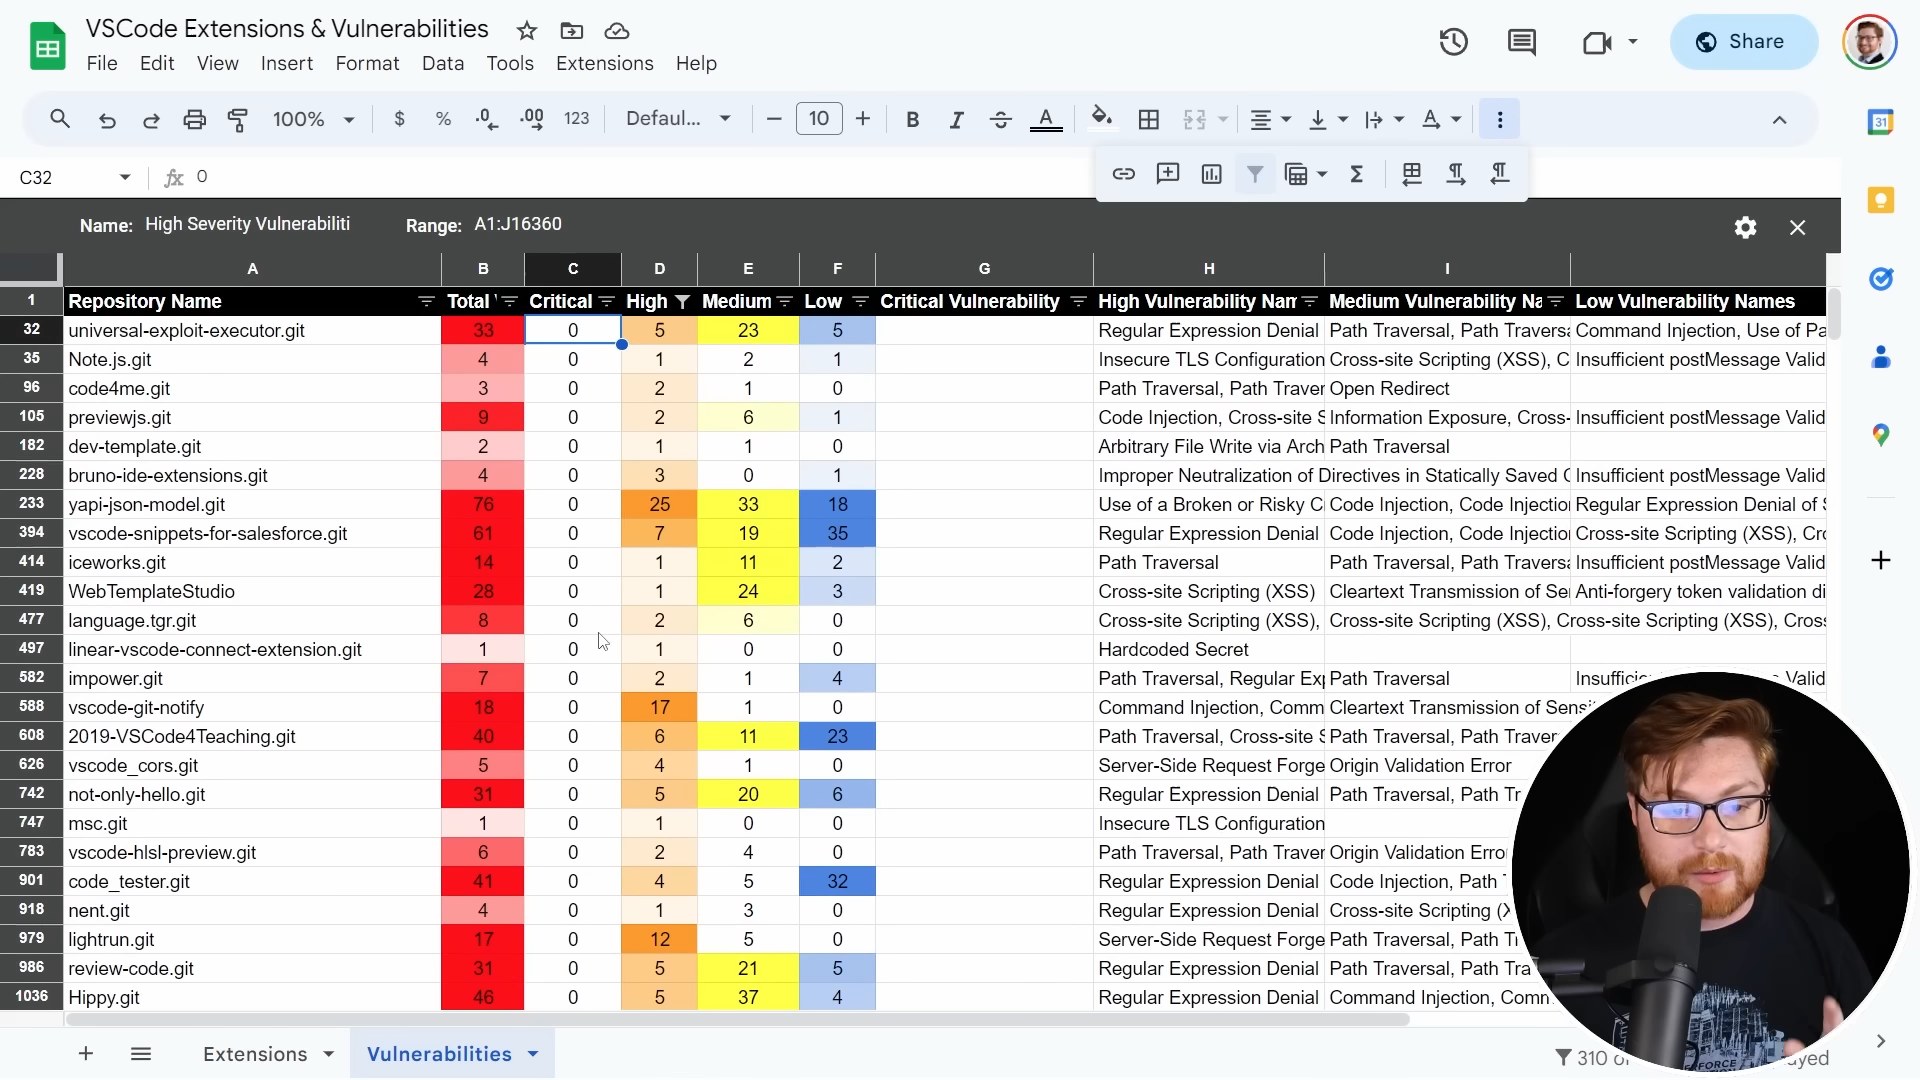 VSCode Extensions & Vulnerabilities
File Edit View Insert Format Data Tools Extensions Help
Share
100% $ % .0 .00 123 Defaul... 10 B I A A
31
C32 fx 0
Name: High Severity Vulnerabiliti Range: A1:J16360
A B C D E F G H I
1 Repository Name Total Critical High Medium Low Critical Vulnerability High Vulnerability Nam Medium Vulnerability Na Low Vulnerability Names
32 universal-exploit-executor.git 33 0 5 23 5 Regular Expression Denial Path Traversal, Path Traversa Command Injection, Use of Pa
35 Note.js.git 4 0 1 2 1 Insecure TLS Configuration Cross-site Scripting (XSS), C Insufficient postMessage Valid
96 code4me.git 3 0 2 1 0 Path Traversal, Path Traver Open Redirect
105 previewjs.git 9 0 2 6 1 Code Injection, Cross-site S Information Exposure, Cross- Insufficient postMessage Valid
182 dev-template.git 2 0 1 1 0 Arbitrary File Write via Arch Path Traversal
228 bruno-ide-extensions.git 4 0 3 0 1 Improper Neutralization of Directives in Statically Saved C Insufficient postMessage Valid
233 yapi-json-model.git 76 0 25 33 18 Use of a Broken or Risky C Code Injection, Code Injectio Regular Expression Denial of S
394 vscode-snippets-for-salesforce.git 61 0 7 19 35 Regular Expression Denial Code Injection, Code Injectio Cross-site Scripting (XSS), Cro
414 iceworks.git 14 0 1 11 2 Path Traversal Path Traversal, Path Traversa Insufficient postMessage Valid
419 WebTemplateStudio 28 0 1 24 3 Cross-site Scripting (XSS) Cleartext Transmission of Se Anti-forgery token validation di
477 language.tgr.git 8 0 2 6 0 Cross-site Scripting (XSS), Cross-site Scripting (XSS), Cross-site Scripting (XSS), Cross
497 linear-vscode-connect-extension.git 1 0 1 0 0 Hardcoded Secret
582 impower.git 7 0 2 1 4 Path Traversal, Regular Exp Path Traversal Insuffici Valid
588 vscode-git-notify 18 0 17 1 0 Command Injection, Comm Cleartext Transmission of Sensi
608 2019-VSCode4Teaching.git 40 0 6 11 23 Path Traversal, Cross-site S Path Traversal, Path Traver
626 vscode_cors.git 5 0 4 1 0 Server-Side Request Forge Origin Validation Error
742 not-only-hello.git 31 0 5 20 6 Regular Expression Denial Path Traversal, Path Tr
747 msc.git 1 0 1 0 0 Insecure TLS Configuration
783 vscode-hlsl-preview.git 6 0 2 4 0 Path Traversal, Path Traver Origin Validation Erro
901 code_tester.git 41 0 4 5 32 Regular Expression Denial Code Injection, Path
918 nent.git 4 0 1 3 0 Regular Expression Denial Cross-site Scripting (X
979 lightrun.git 17 0 12 5 0 Server-Side Request Forge Path Traversal, Path
986 review-code.git 31 0 5 21 5 Regular Expression Denial Path Traversal, Path Tra
1036 Hippy.git 46 0 5 37 4 Regular Expression Denial Command Injection, Comm
Extensions Vulnerabilities 310 ayed